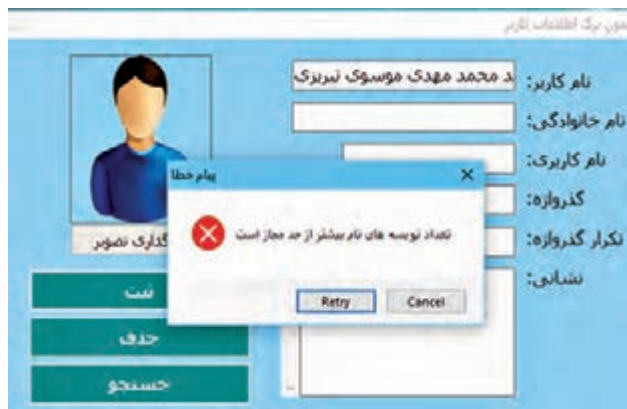 برگ اطلاعات کاربر
نام کاربر:
د محمد مهدی موسوی تبریزی
نام خانوادگی:
نام کاربری:
گذرواژه:
تکرار گذرواژه:
نشانی:
پیام خطا
تعداد نویسه های نام بیشتر از حد مجاز است
Retry
Cancel
گذاری تصویر
ثبت
حذف
جستجو